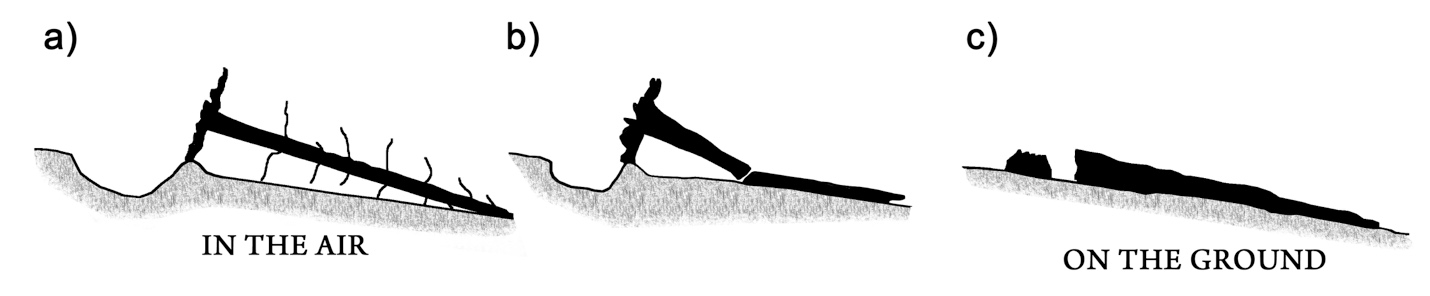 a)
b)
c)
IN THE AIR
ON THE GROUND